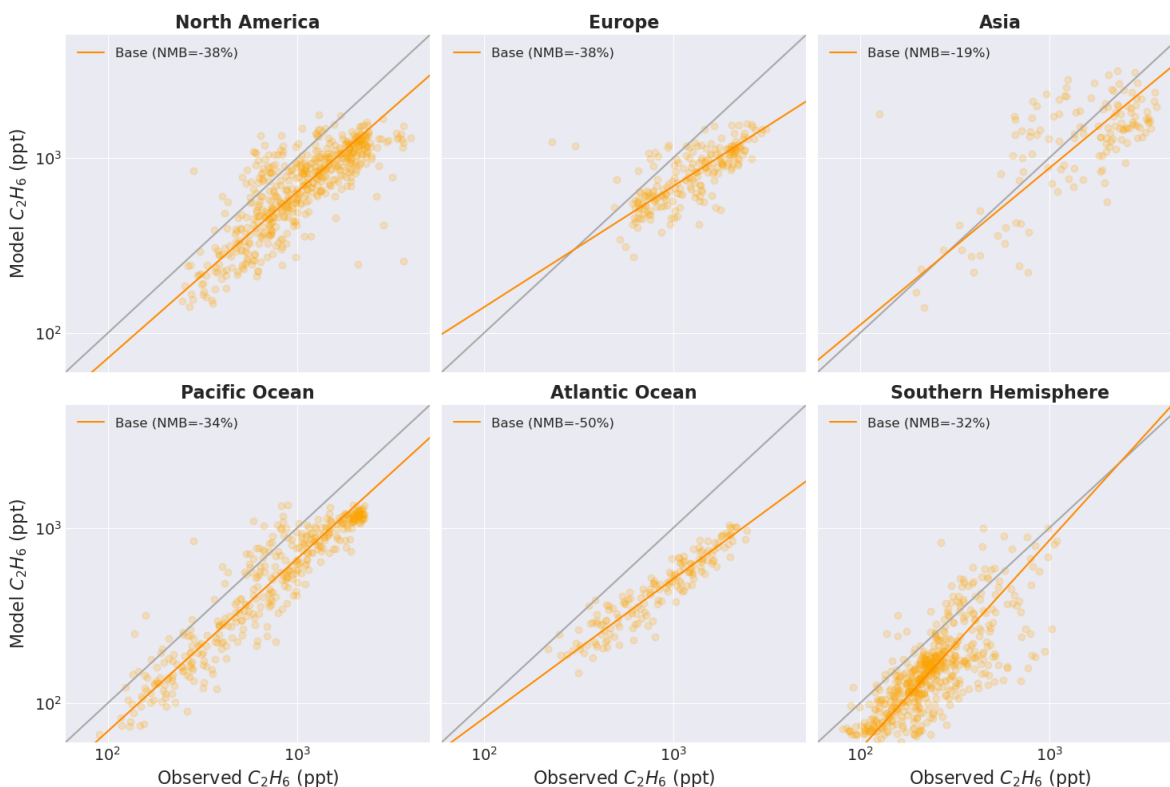 North America
Europe
Asia
Base (NMB=-38%)
Base (NMB=-38%)
Base (NMB=-19%)
Model C₂H₆ (ppt)
10³
10²
Pacific Ocean
Atlantic Ocean
Southern Hemisphere
Base (NMB=-34%)
Base (NMB=-50%)
Base (NMB=-32%)
Model C₂H₆ (ppt)
10³
10²
10² 10³
10² 10³
10² 10³
Observed C₂H₆ (ppt)
Observed C₂H₆ (ppt)
Observed C₂H₆ (ppt)